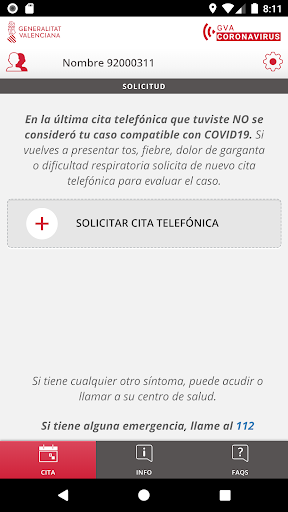 8:11
GENERALITAT
VALENCIANA
GVA
CORONAVIRUS
Nombre 92000311
SOLICITUD
En la última cita telefónica que tuviste NO se
consideró tu caso compatible con COVID19. Si
vuelves a presentar tos, fiebre, dolor de garganta
o dificultad respiratoria solicita de nuevo cita
telefónica para evaluar el caso.
SOLICITAR CITA TELEFÓNICA
Si tiene cualquier otro síntoma, puede acudir o
llamar a su centro de salud.
Si tiene alguna emergencia, llame al 112
CITA
INFO
FAQS